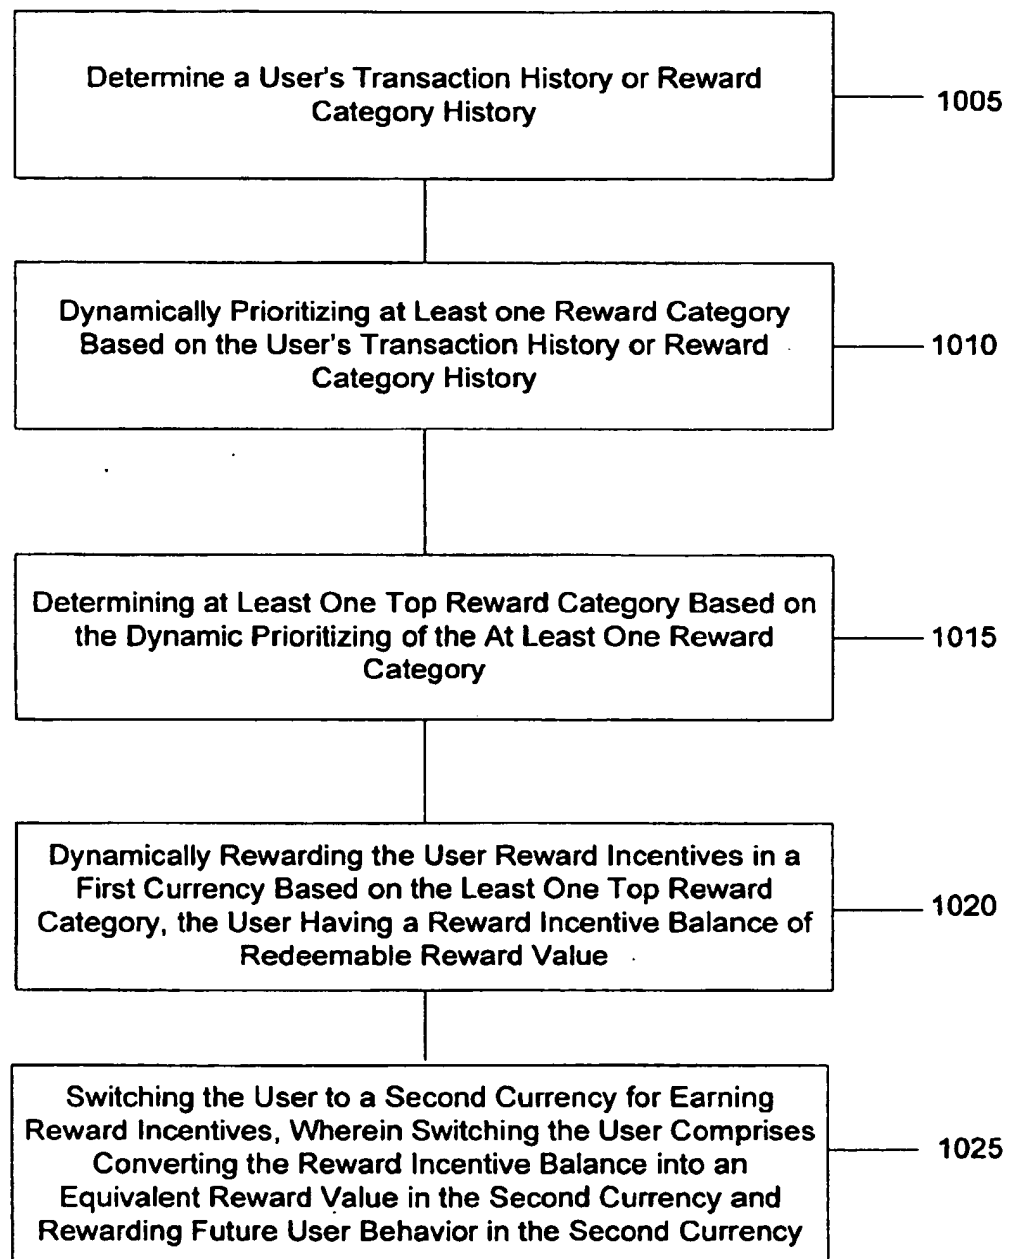 Determine a User's Transaction History or Reward
Category History
1005
Dynamically Prioritizing at Least one Reward Category
Based on the User's Transaction History or Reward
Category History
1010
Determining at Least One Top Reward Category Based on
the Dynamic Prioritizing of the At Least One Reward
Category
1015
Dynamically Rewarding the User Reward Incentives in a
First Currency Based on the Least One Top Reward
Category, the User Having a Reward Incentive Balance of
Redeemable Reward Value
1020
Switching the User to a Second Currency for Earning
Reward Incentives, Wherein Switching the User Comprises
Converting the Reward Incentive Balance into an
Equivalent Reward Value in the Second Currency and
Rewarding Future User Behavior in the Second Currency
1025